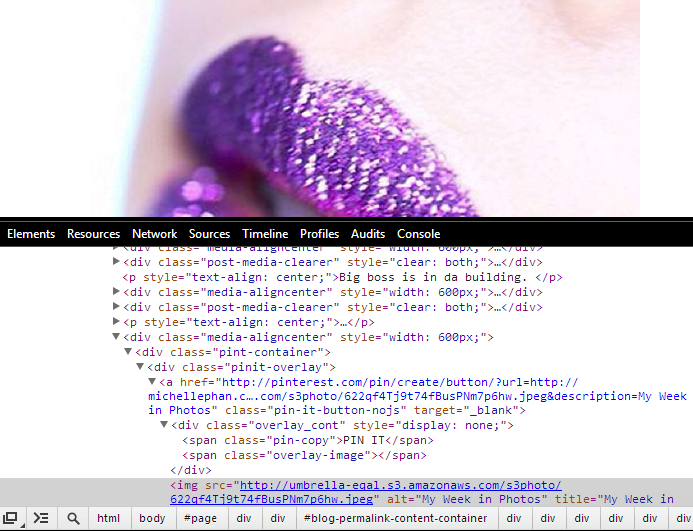 Elements Resources Network Sources Timeline Profiles Audits Console
<div class="media-aligncenter" style="width: 600px;">…</div>
<div class="post-media-clearer" style="clear: both;">…</div>
<p style="text-align: center;">Big boss is in da building. </p>
<div class="media-aligncenter" style="width: 600px;">…</div>
<div class="post-media-clearer" style="clear: both;">…</div>
<p style="text-align: center;">…</p>
<div class="media-aligncenter" style="width: 600px;">
<div class="pint-container">
<div class="pinit-overlay">
<a href="http://pinterest.com/pin/create/button/?url=http://
michellephan.c….com/s3photo/622qf4Tj9t74fBusPNm7p6hw.jpeg&description=My Week
in Photos" class="pin-it-button-nojs" target="_blank">
<div class="overlay_cont" style="display: none;">
<span class="pin-copy">PIN IT</span>
<span class="overlay-image"></span>
</div>
<img src="http://umbrella-eqal.s3.amazonaws.com/s3photo/
622qf4Tj9t74fBusPNm7p6hw.jpeg" alt="My Week in Photos" title="My Week in
html body #page div div #blog-permalink-content-container div div div div